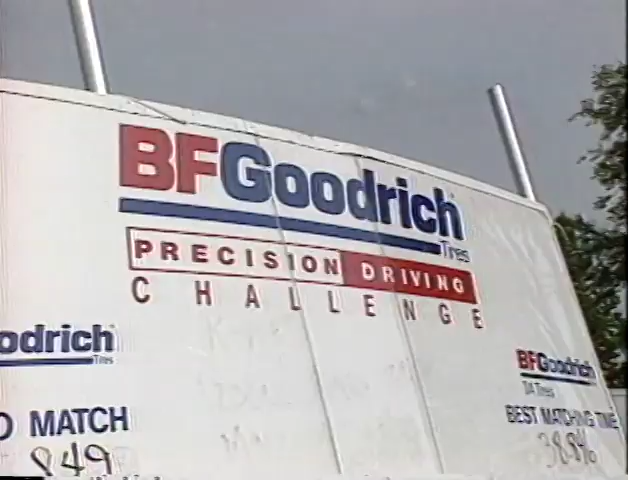 BFGoodrich
Tires
PRECISION DRIVING
CHALLENGE
odrich
Tires
BFGoodrich
T/A Tires
O MATCH
849
BEST MATCHING TIME